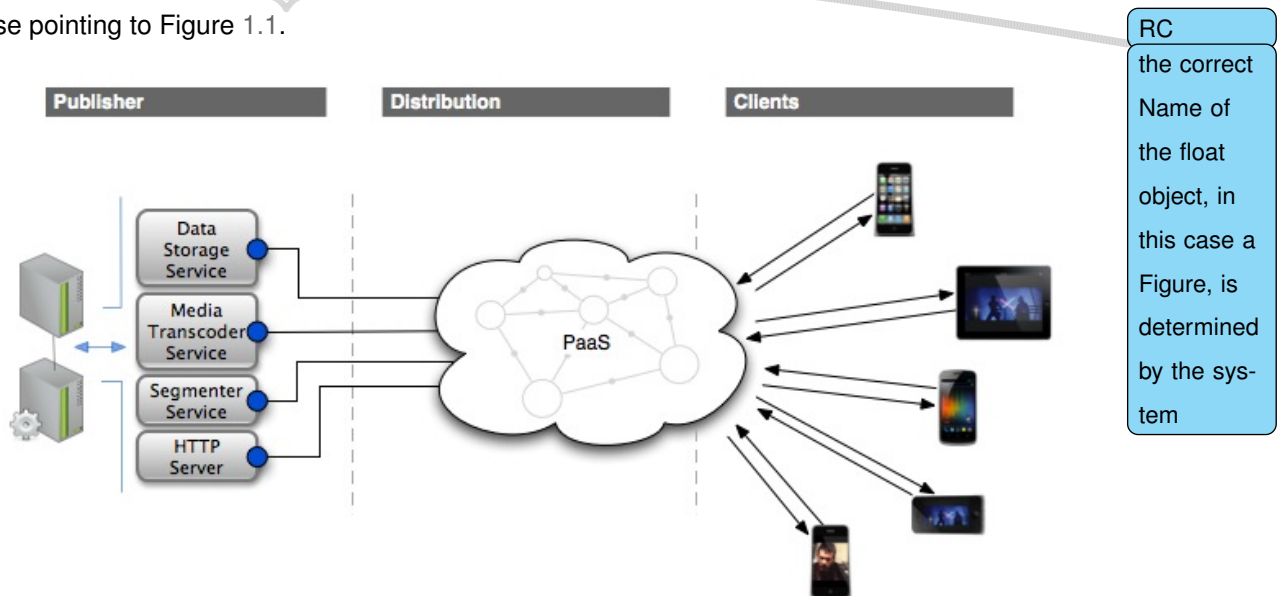 se pointing to Figure 1.1.
RC
the correct
Name of
the float
object, in
this case a
Figure, is
determined
by the sys-
tem
Publisher
Distribution
Clients
Data
Storage
Service
Media
Transcoder
Service
Segmenter
Service
HTTP
Server
PaaS